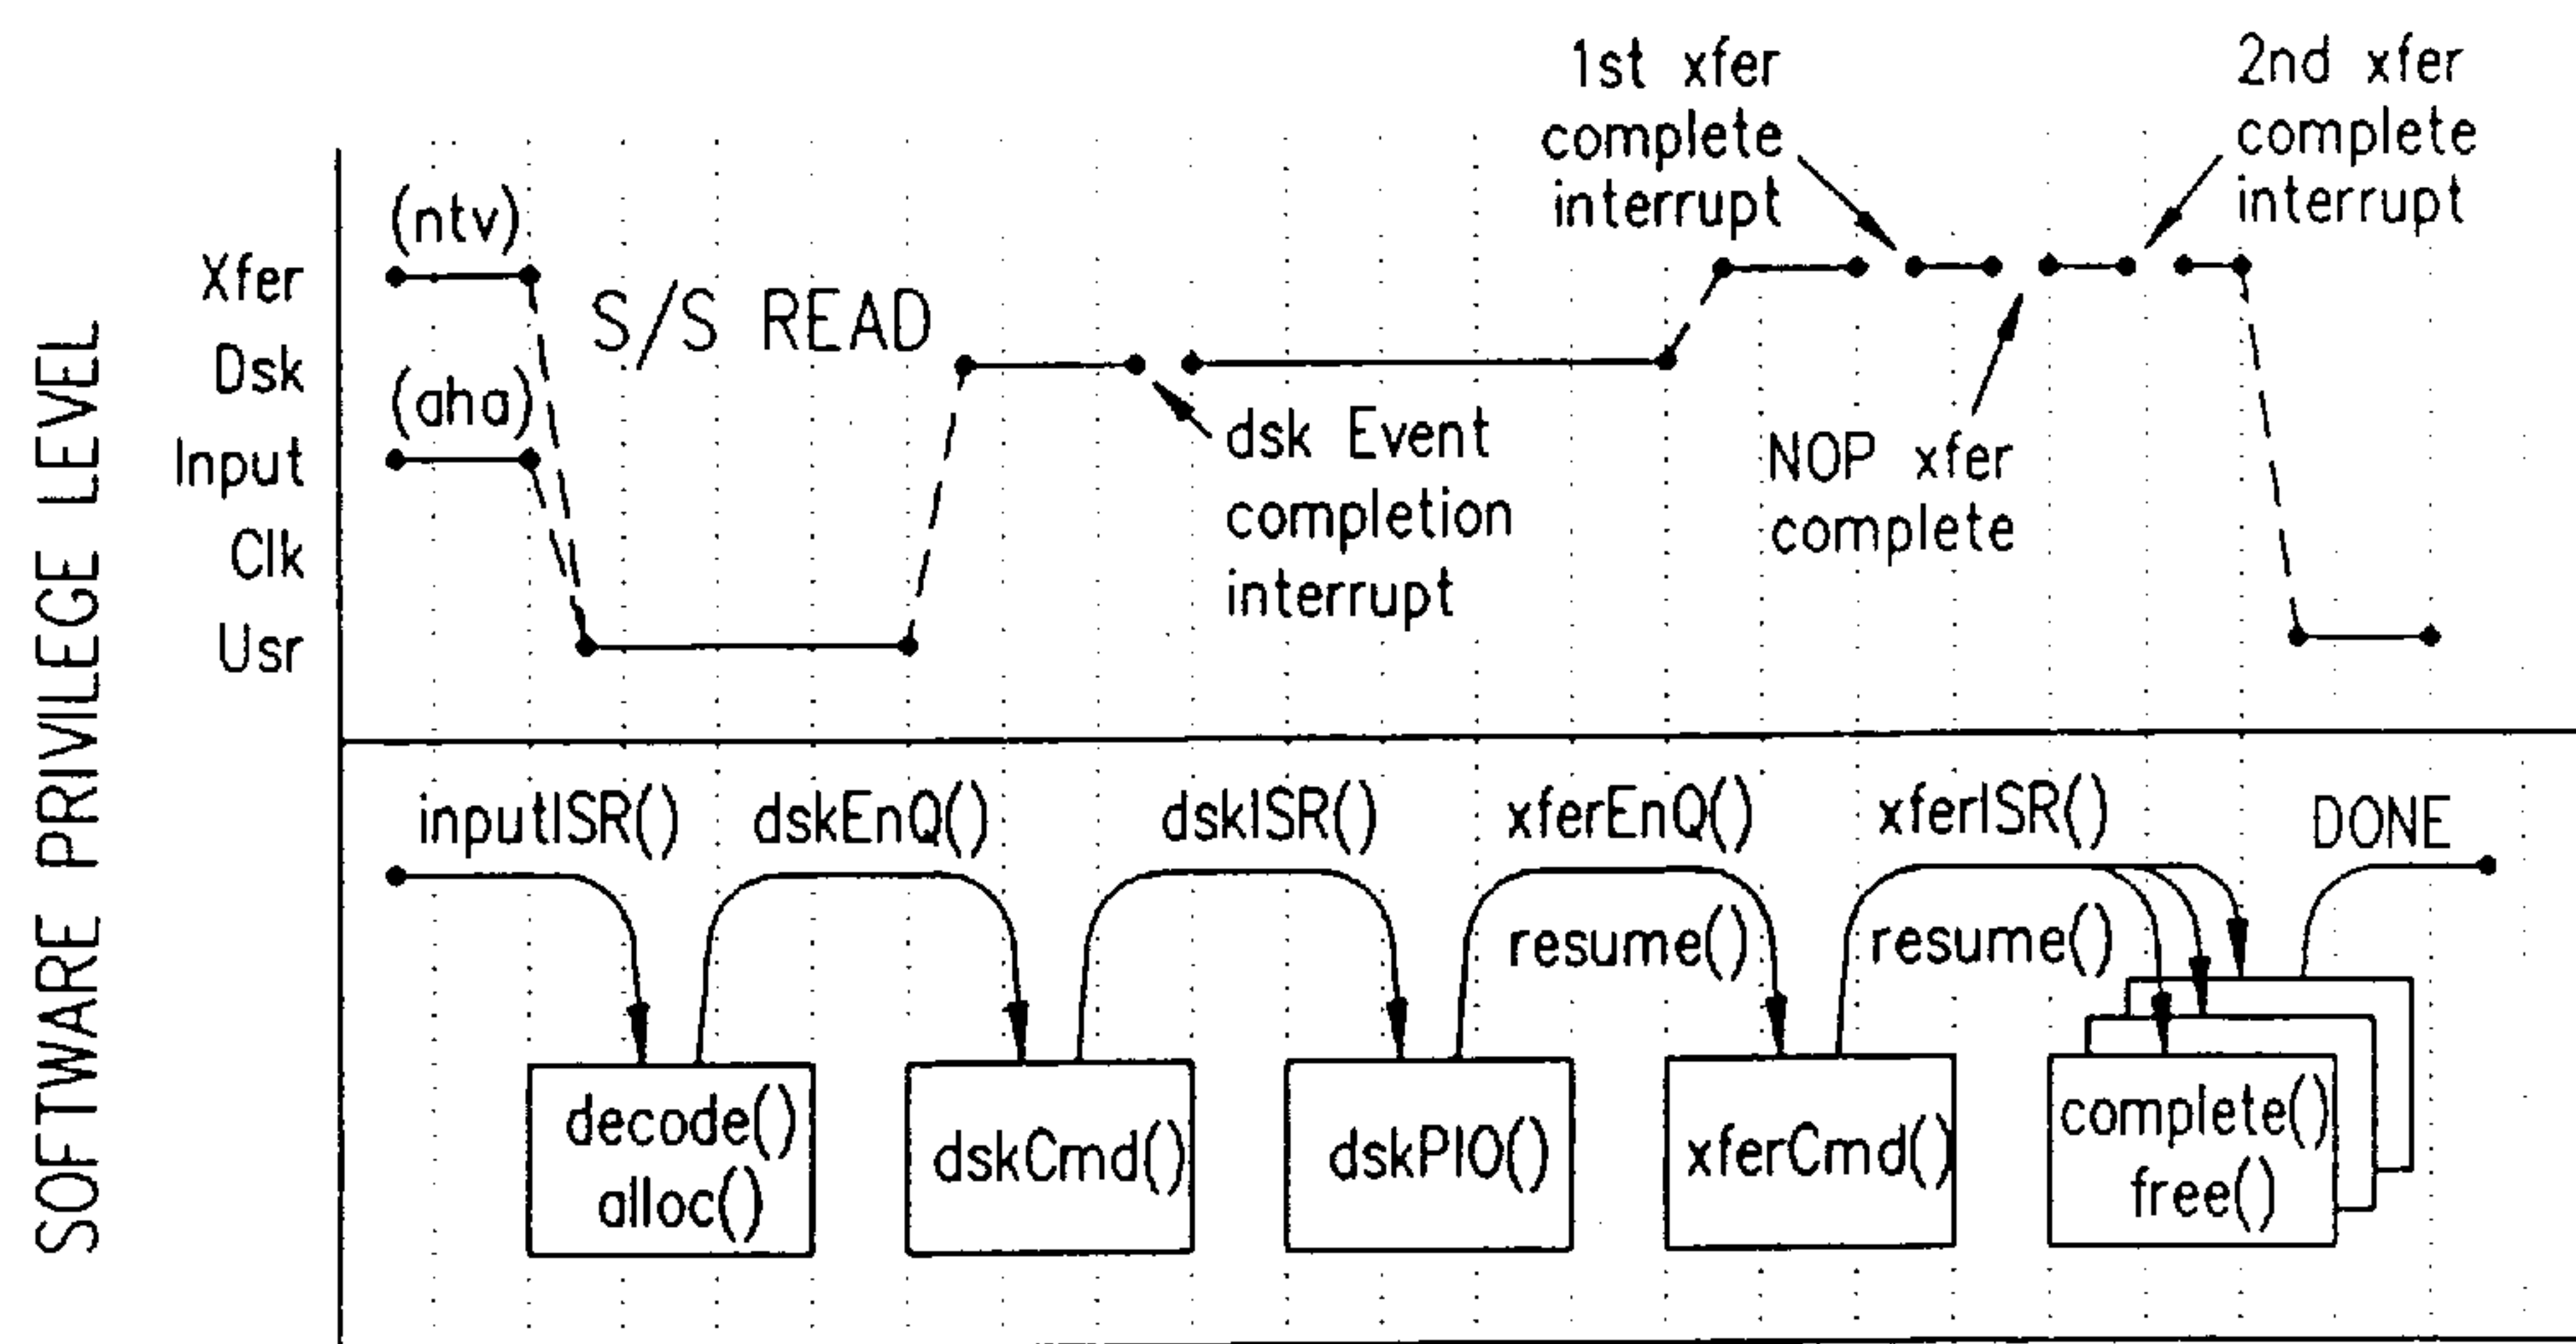 SOFTWARE PRIVILEGE LEVEL
Xfer
Dsk
Input
Clk
Usr
(ntv)
(aha)
S/S READ
dsk Event
completion
interrupt
1st xfer
complete
interrupt
NOP xfer
complete
2nd xfer
complete
interrupt
inputISR()
dskEnQ()
dskISR()
xferEnQ()
resume()
xferISR()
resume()
DONE
decode()
alloc()
dskCmd()
dskPIO()
xferCmd()
complete()
free()